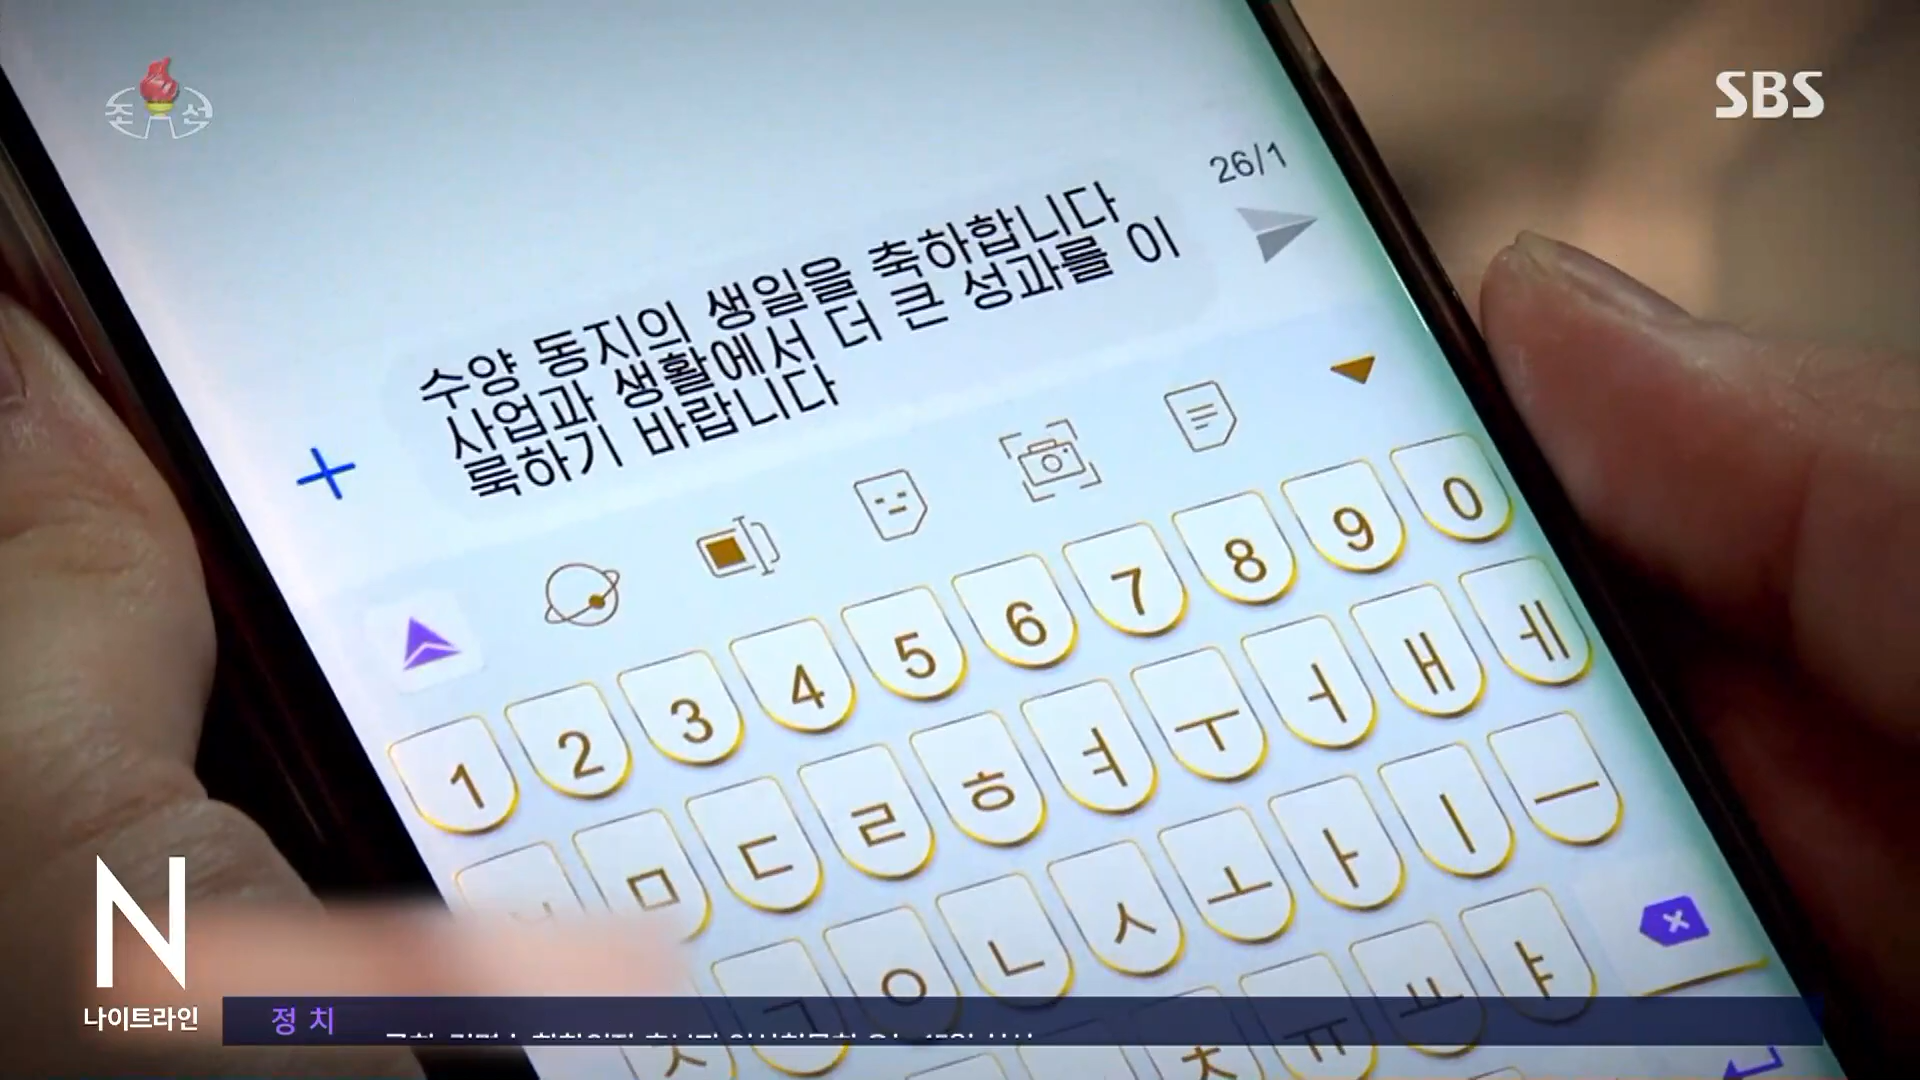 조선
SBS
26/1
수양 동지의 생일을 축하합니다
사업과 생활에서 더 큰 성과를 이
룩하기 바랍니다
1 2 3 4 5 6 7 8 9 0
ㅁ ㄷ ㄹ ㅎ ㅕ ㅜ ㅓ ㅐ ㅔ
ㄱ ㅇ ㄴ ㅅ ㅗ ㅏ ㅣ ㅡ
ㅈ ㅊ ㅠ ㅛ ㅑ
N
나이트라인
정치